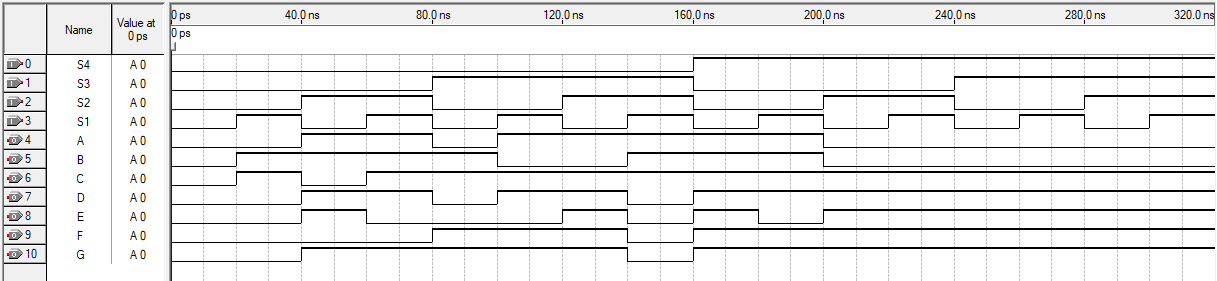 Name
Value at
0 ps
0 ps
40.0 ns
80.0 ns
120.0 ns
160.0 ns
200.0 ns
240.0 ns
280.0 ns
320.0 ns
0 ps
0 S4 A 0
1 S3 A 0
2 S2 A 0
3 S1 A 0
4 A A 0
5 B A 0
6 C A 0
7 D A 0
8 E A 0
9 F A 0
10 G A 0